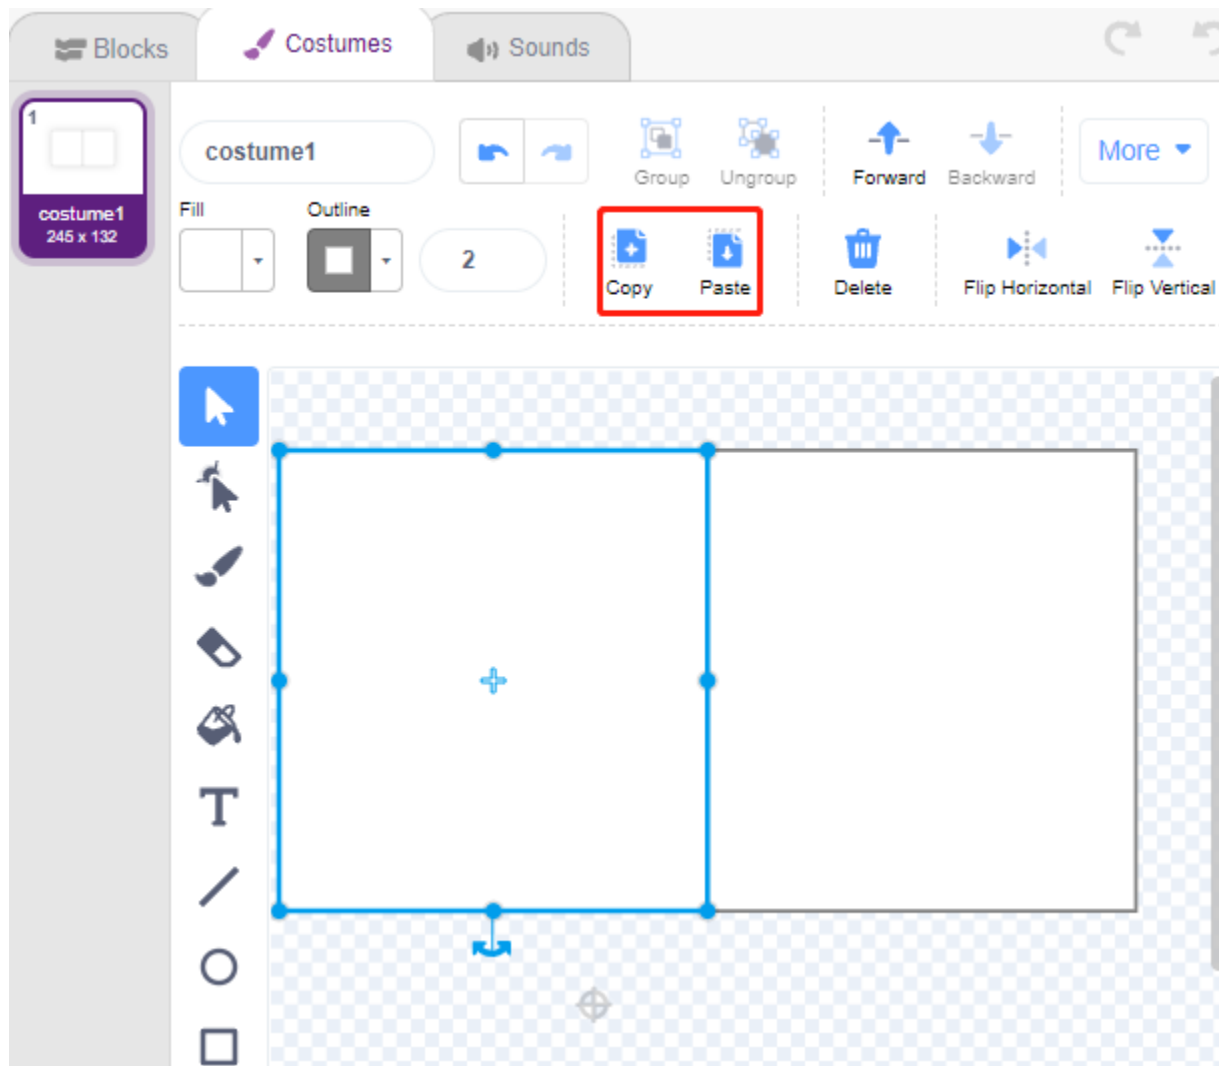 Blocks
Costumes
Sounds
1
costume1
245 x 132
costume1
Group
Ungroup
Forward
Backward
More
Fill
Outline
2
Copy
Paste
Delete
Flip Horizontal
Flip Vertical
T